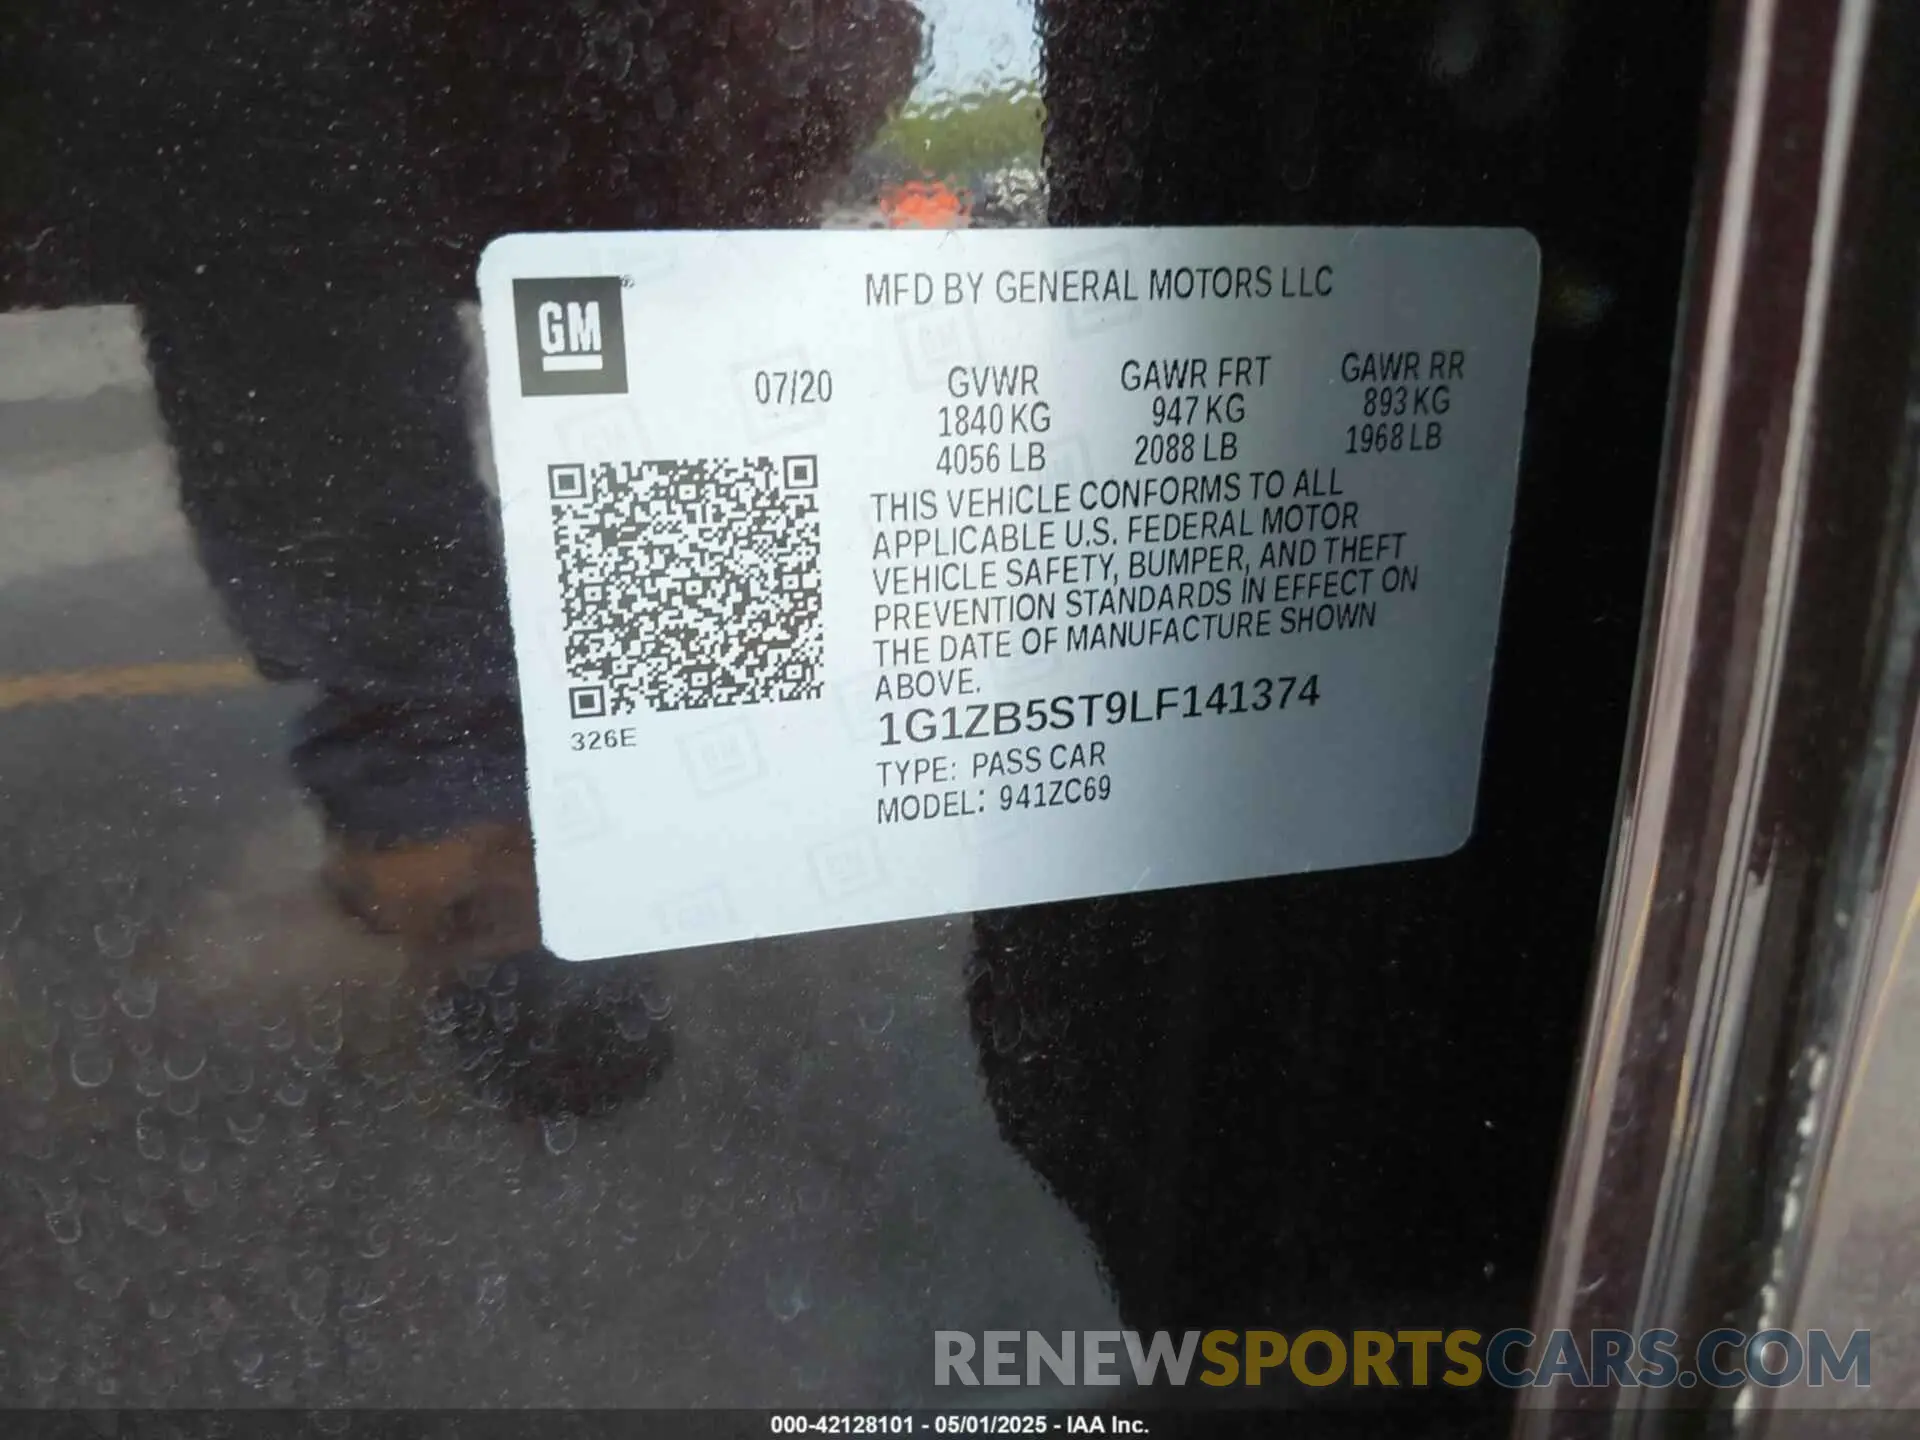 GM®
MFD BY GENERAL MOTORS LLC
07/20
GVWR GAWR FRT GAWR RR
1840 KG 947 KG 893 KG
4056 LB 2088 LB 1968 LB
THIS VEHICLE CONFORMS TO ALL
APPLICABLE U.S. FEDERAL MOTOR
VEHICLE SAFETY, BUMPER, AND THEFT
PREVENTION STANDARDS IN EFFECT ON
THE DATE OF MANUFACTURE SHOWN
ABOVE.
1G1ZB5ST9LF141374
326E
TYPE: PASS CAR
MODEL: 941ZC69
RENEWSPORTSCARS.COM
000-42128101 - 05/01/2025 - IAA Inc.